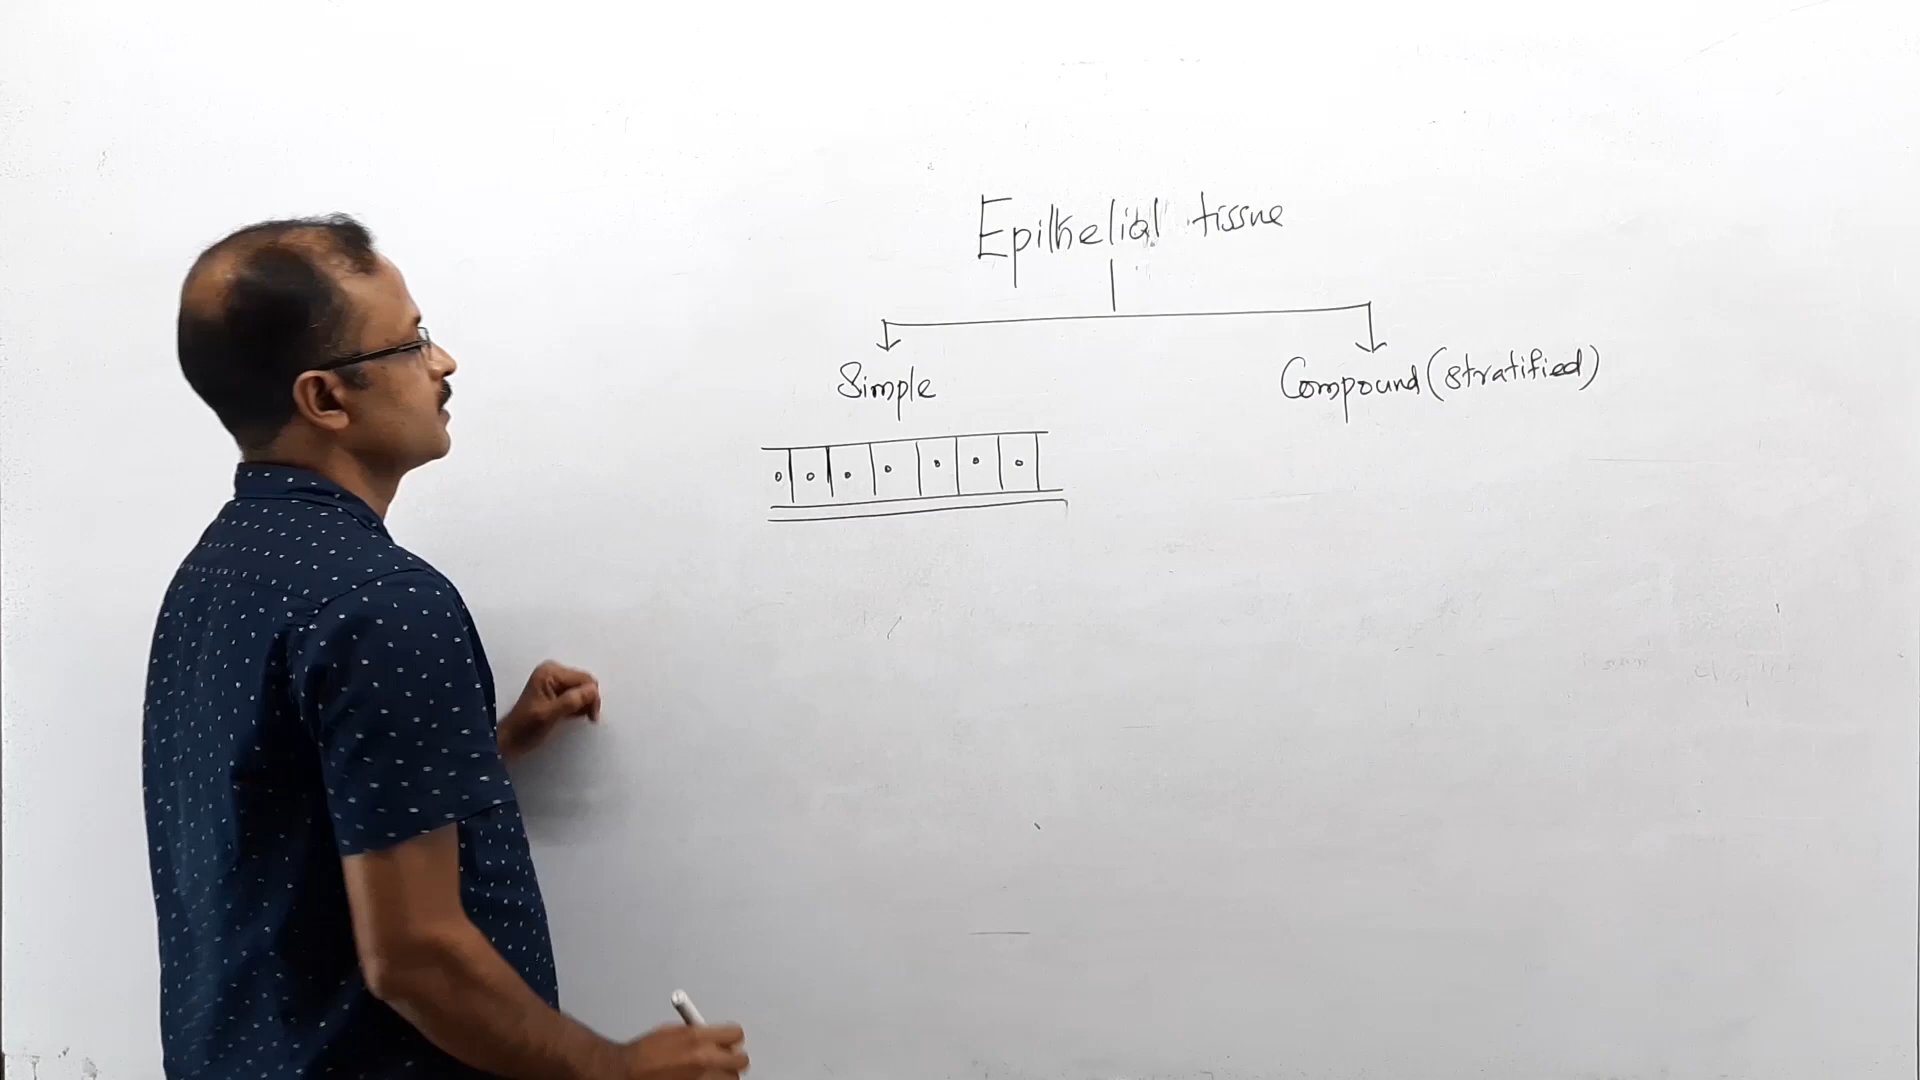 Epithelial tissue
Simple
Compound (stratified)